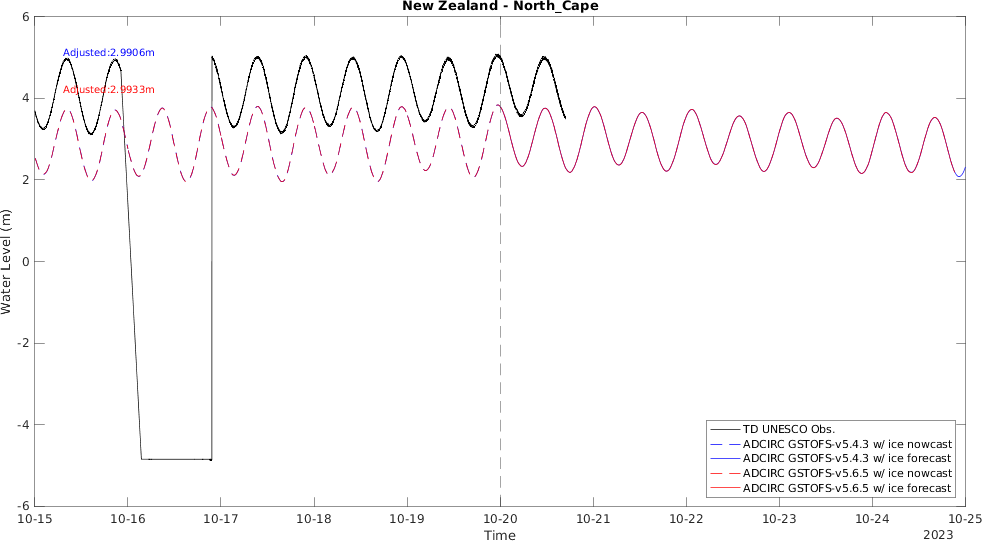 New Zealand - North_Cape
Adjusted:2.9906m
Adjusted:2.9933m
Water Level (m)
6
4
2
0
-2
-4
-6
TD UNESCO Obs.
ADCIRC GSTOFS-v5.4.3 w/ ice nowcast
ADCIRC GSTOFS-v5.4.3 w/ ice forecast
ADCIRC GSTOFS-v5.6.5 w/ ice nowcast
ADCIRC GSTOFS-v5.6.5 w/ ice forecast
10-15 10-16 10-17 10-18 10-19 10-20 10-21 10-22 10-23 10-24 10-25
Time
2023